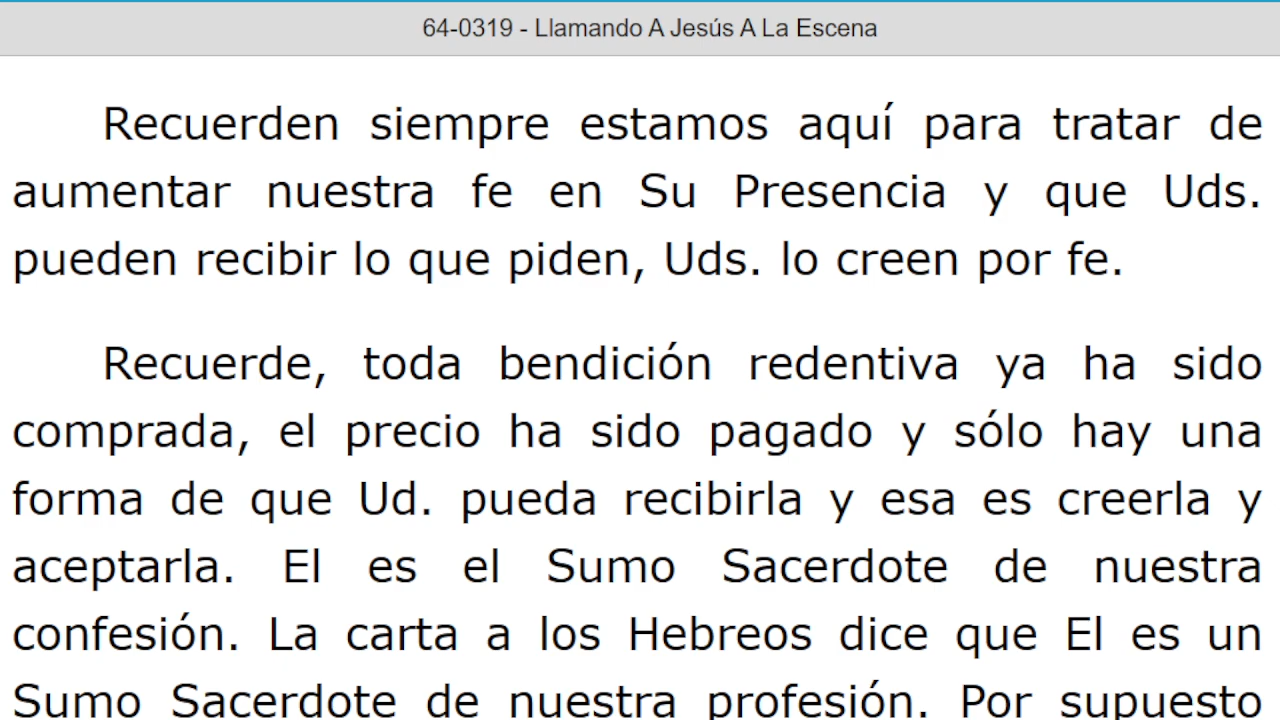 64-0319 - Llamando A Jesús A La Escena
Recuerden siempre estamos aquí para tratar de
aumentar nuestra fe en Su Presencia y que Uds.
pueden recibir lo que piden, Uds. lo creen por fe.
Recuerde, toda bendición redentiva ya ha sido
comprada, el precio ha sido pagado y sólo hay una
forma de que Ud. pueda recibirla y esa es creerla y
aceptarla. El es el Sumo Sacerdote de nuestra
confesión. La carta a los Hebreos dice que El es un
Sumo Sacerdote de nuestra profesión. Por supuesto